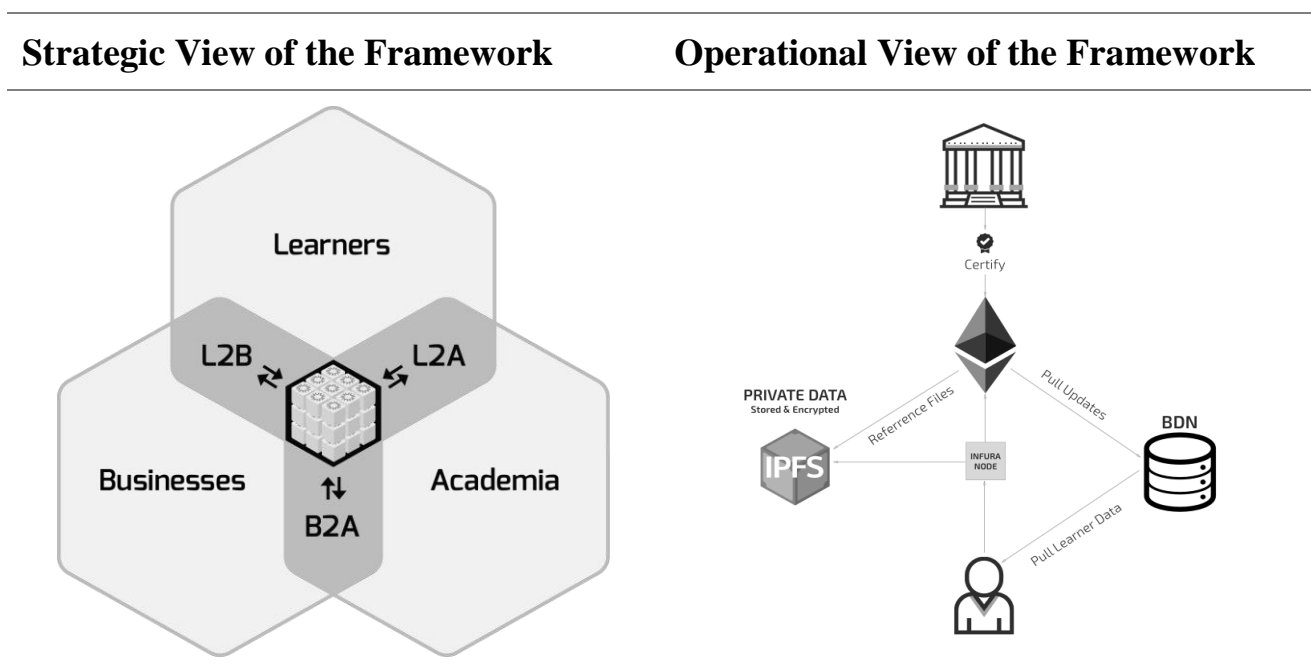 Strategic View of the Framework
Operational View of the Framework
Learners
L2B
L2A
Businesses
Academia
B2A
Certify
PRIVATE DATA
Stored & Encrypted
Referrence Files
Pull Updates
BDN
IPFS
INFURA
NODE
Pull Learner Data